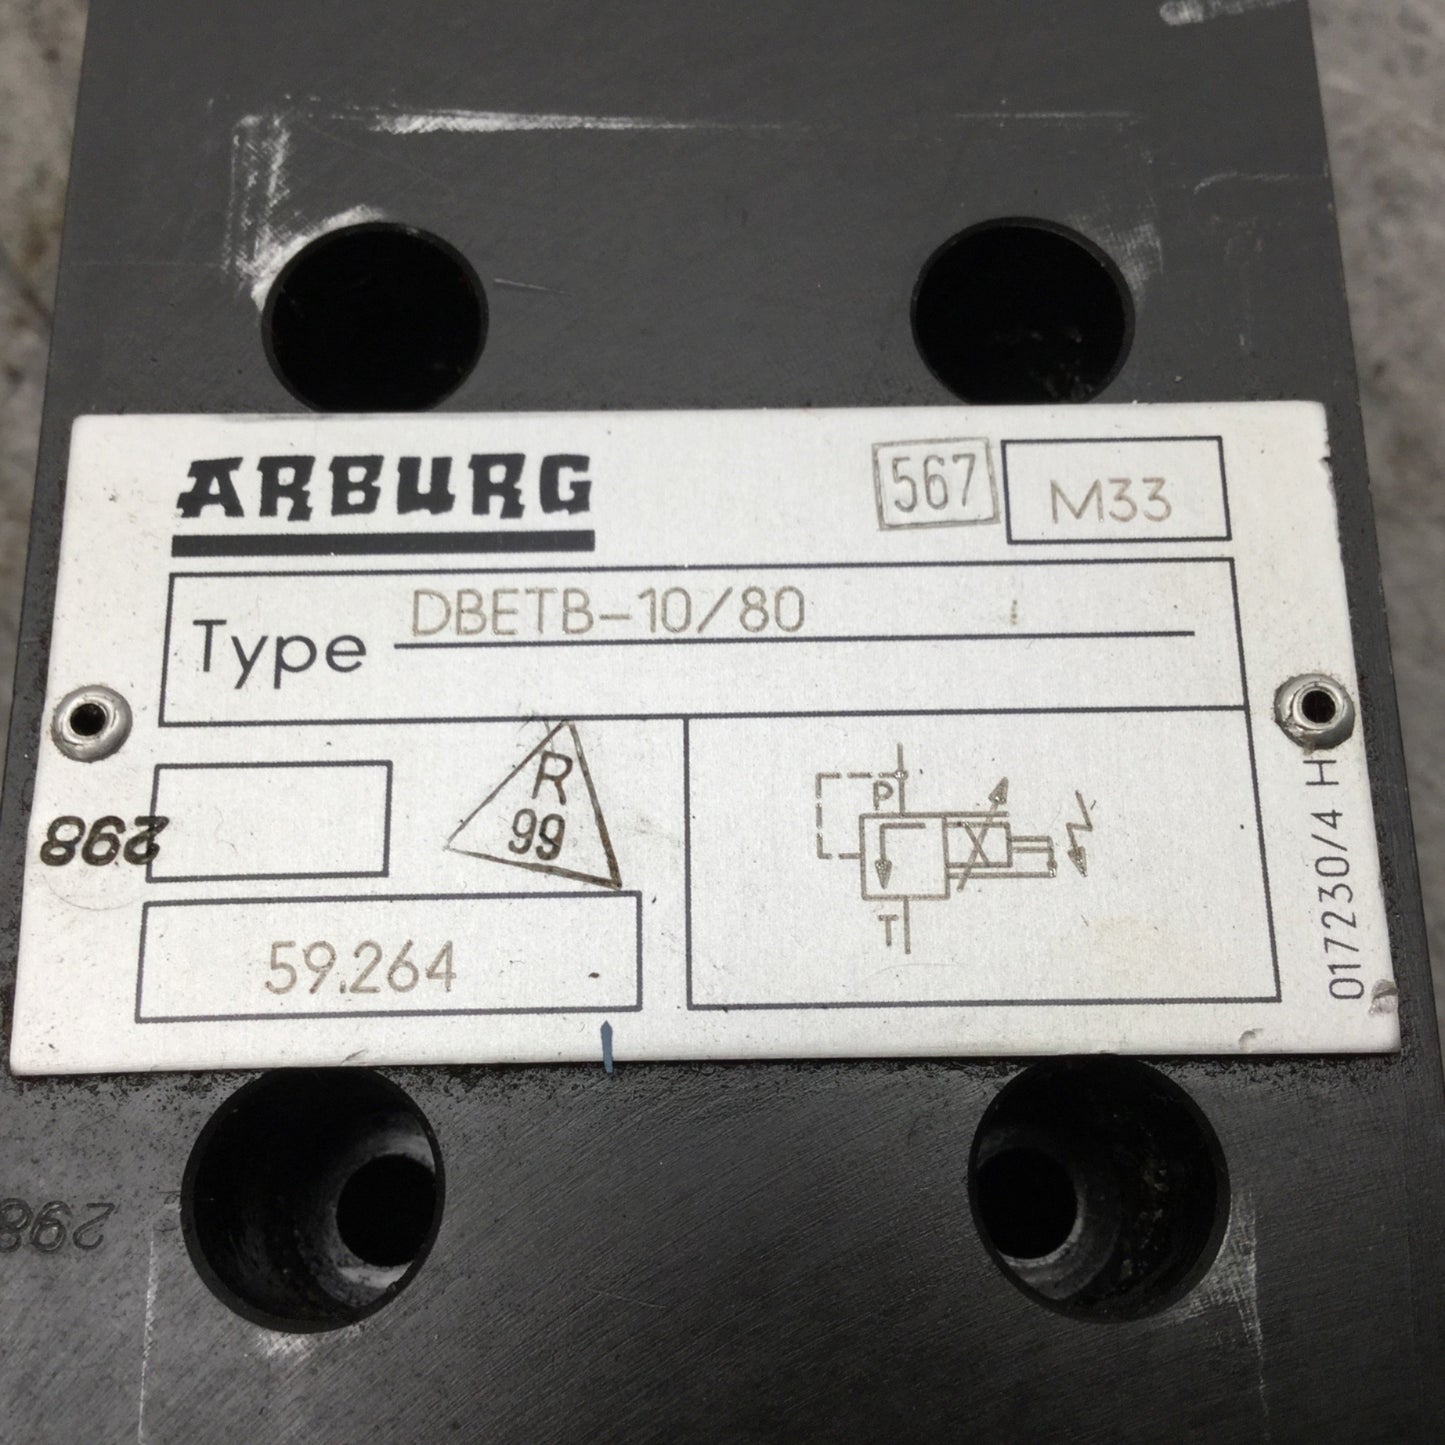 ARBURG
567
M33
Type DBETB-10/80
R
99
298
P
T
59.264
017230/4 H
298